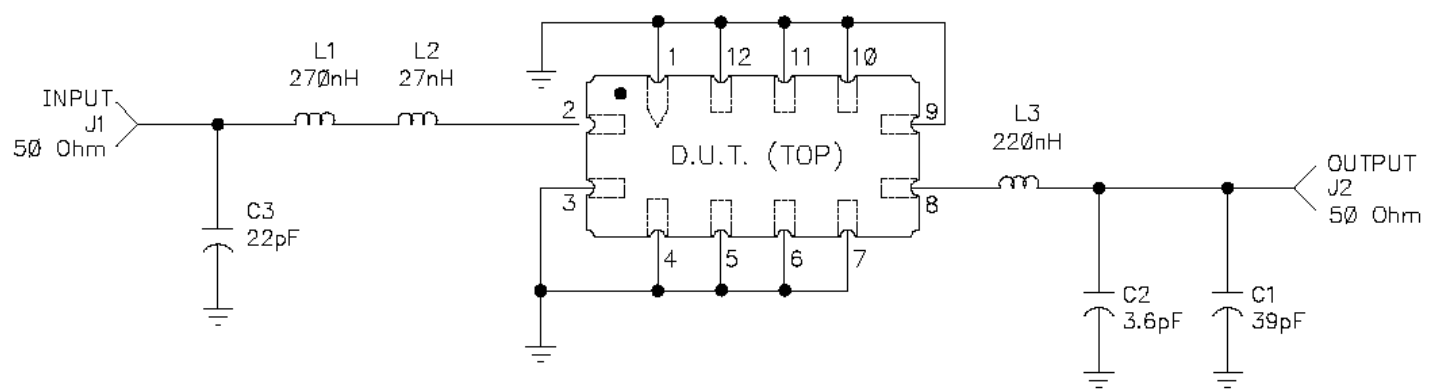 1
12
11
10
L1
270nH
L2
27nH
INPUT
J1
50 Ohm
2
9
L3
220nH
D.U.T. (TOP)
OUTPUT
J2
50 Ohm
3
8
C3
22pF
4
5
6
7
C2
3.6pF
C1
39pF